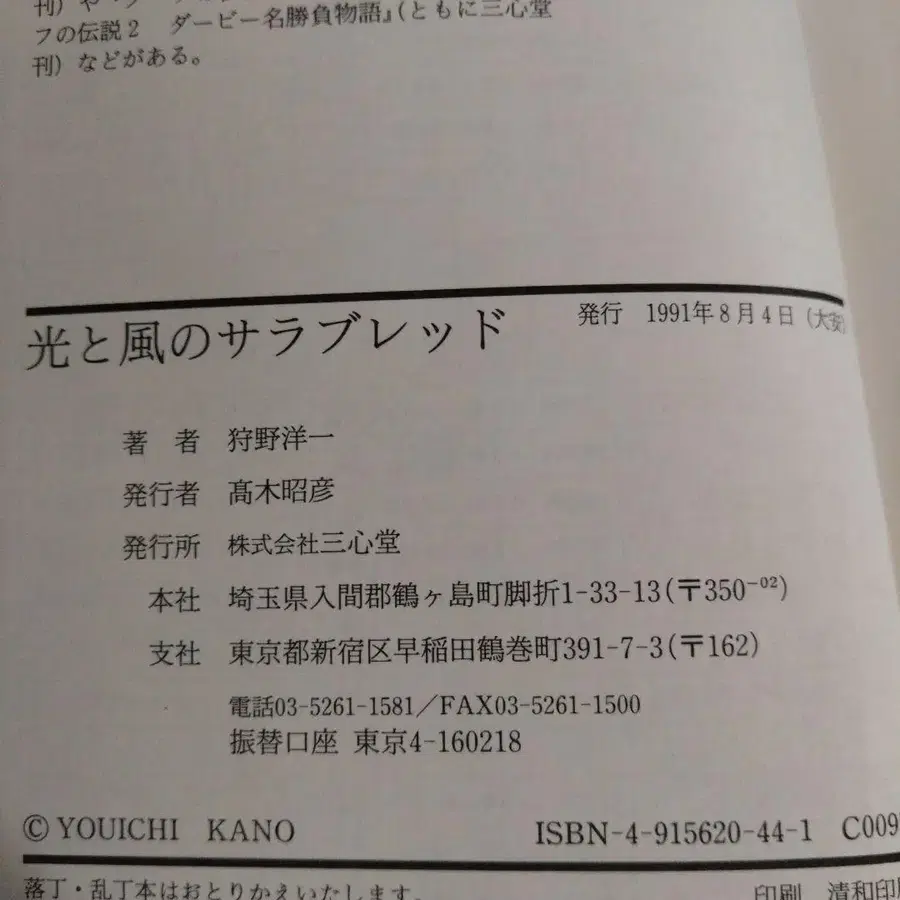 フの伝説2 ダービー名勝負物語』(ともに三心堂
刊)などがある。
光と風のサラブレッド
発行 1991年8月4日(大安)
著者 狩野洋一
発行者 髙木昭彦
発行所 株式会社三心堂
本社 埼玉県入間郡鶴ヶ島町脚折1-33-13(〒350-02)
支社 東京都新宿区早稲田鶴巻町391-7-3(〒162)
電話03-5261-1581/FAX03-5261-1500
振替口座 東京4-160218
© YOUICHI KANO
ISBN-4-915620-44-1 C009
落丁・乱丁本はおとりかえいたします。
印刷 清和印